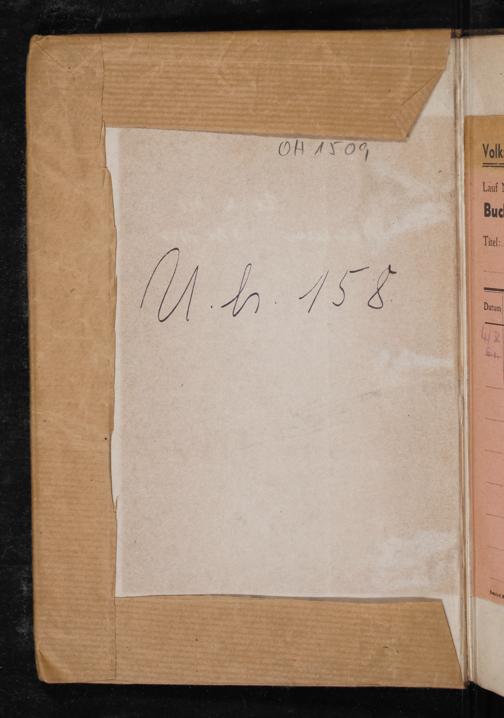 OH 1509
U. b. 158
Volk
Lauf N
Buc
Titel:
Datum